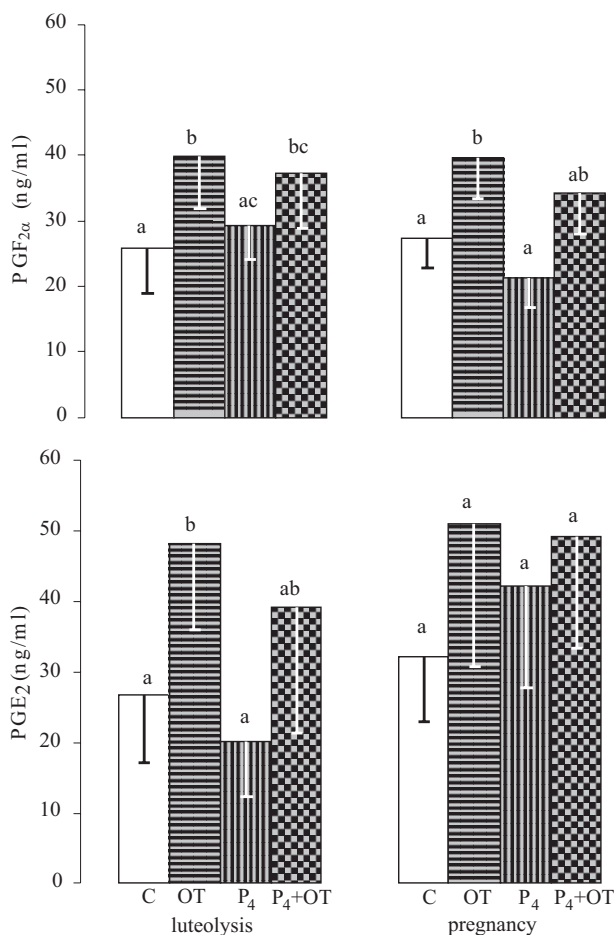 60
50
b
bc
b
40
ab
ac
a
a
30
a
20
10
0
PGF2α (ng/ml)
60
a
a
b
50
a
ab
40
a
a
30
a
20
10
0
PGE2 (ng/ml)
C OT P4 P4+OT C OT P4 P4+OT
luteolysis pregnancy